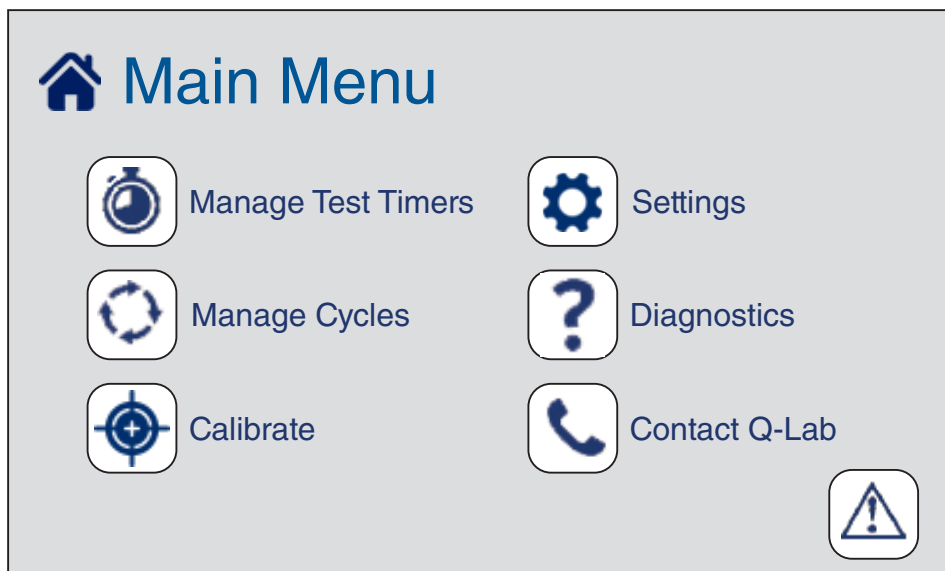 Main Menu
Manage Test Timers
Settings
Manage Cycles
?
Diagnostics
Calibrate
Contact Q-Lab
!